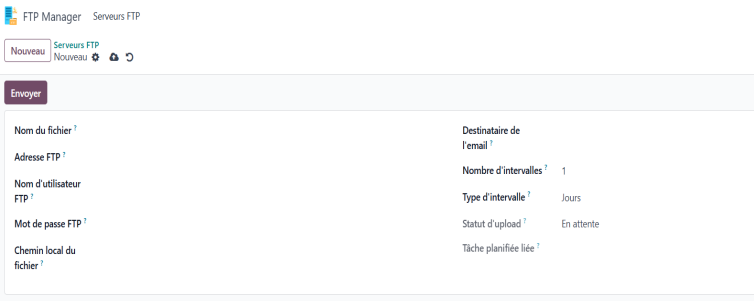 FTP Manager Serveurs FTP
Nouveau
Serveurs FTP
Nouveau
Envoyer
Nom du fichier ?
Adresse FTP ?
Nom d'utilisateur
FTP ?
Mot de passe FTP ?
Chemin local du
fichier ?
Destinataire de
l'email ?
Nombre d'intervalles ? 1
Type d'intervalle ? Jours
Statut d'upload ? En attente
Tâche planifiée liée ?